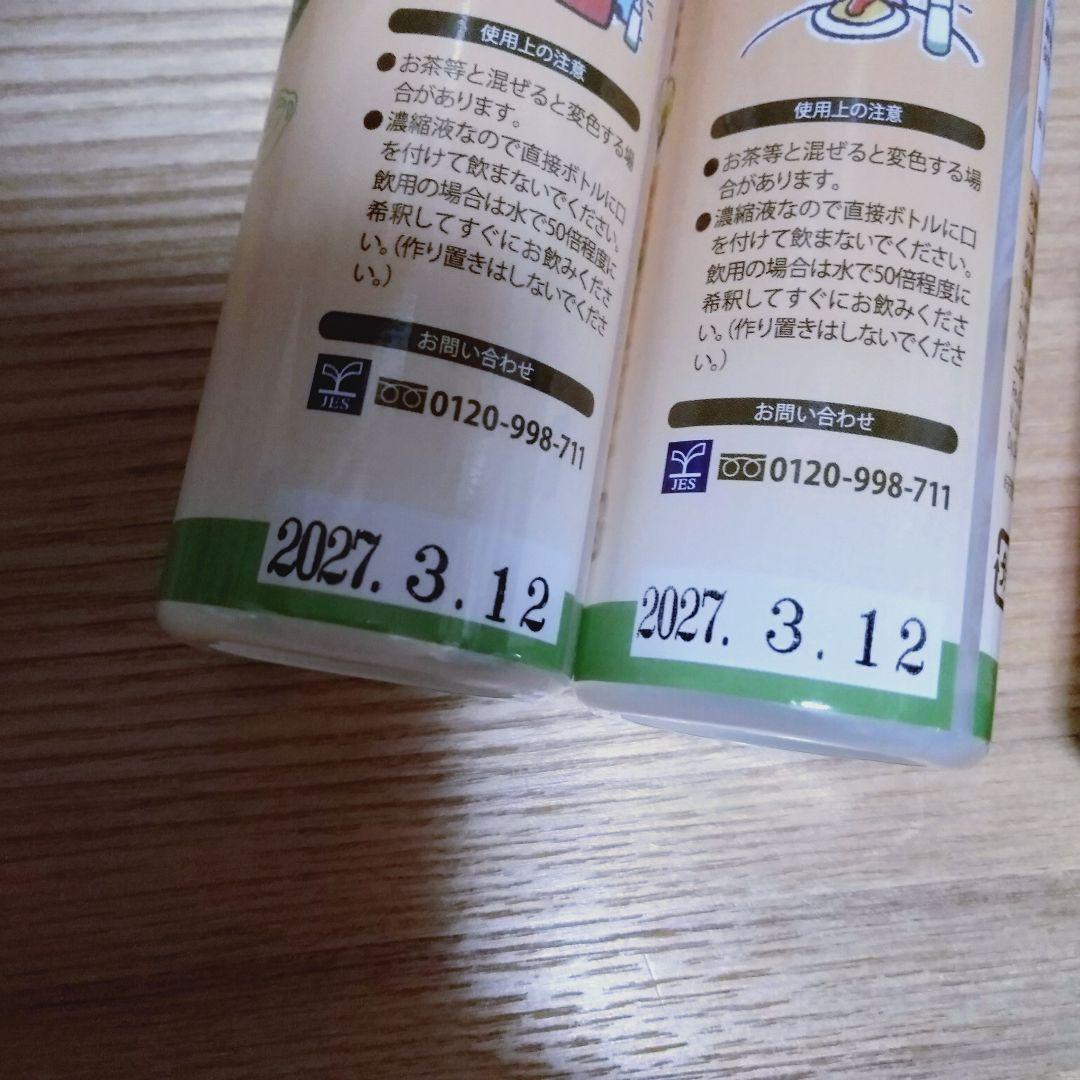 使用上の注意
●お茶等と混ぜると変色する場
合があります。
●濃縮液なので直接ボトルに口
を付けて飲まないでください。
飲用の場合は水で50倍程度に
希釈してすぐにお飲みくださ
い。(作り置きはしないでくださ
い。)
お問い合わせ
JES 0120-998-711
2027. 3. 12
使用上の注意
●お茶等と混ぜると変色する場
合があります。
●濃縮液なので直接ボトルに口
を付けて飲まないでください。
飲用の場合は水で50倍程度に
希釈してすぐにお飲みくださ
い。(作り置きはしないでくださ
い。)
お問い合わせ
JES 0120-998-711
2027. 3. 12